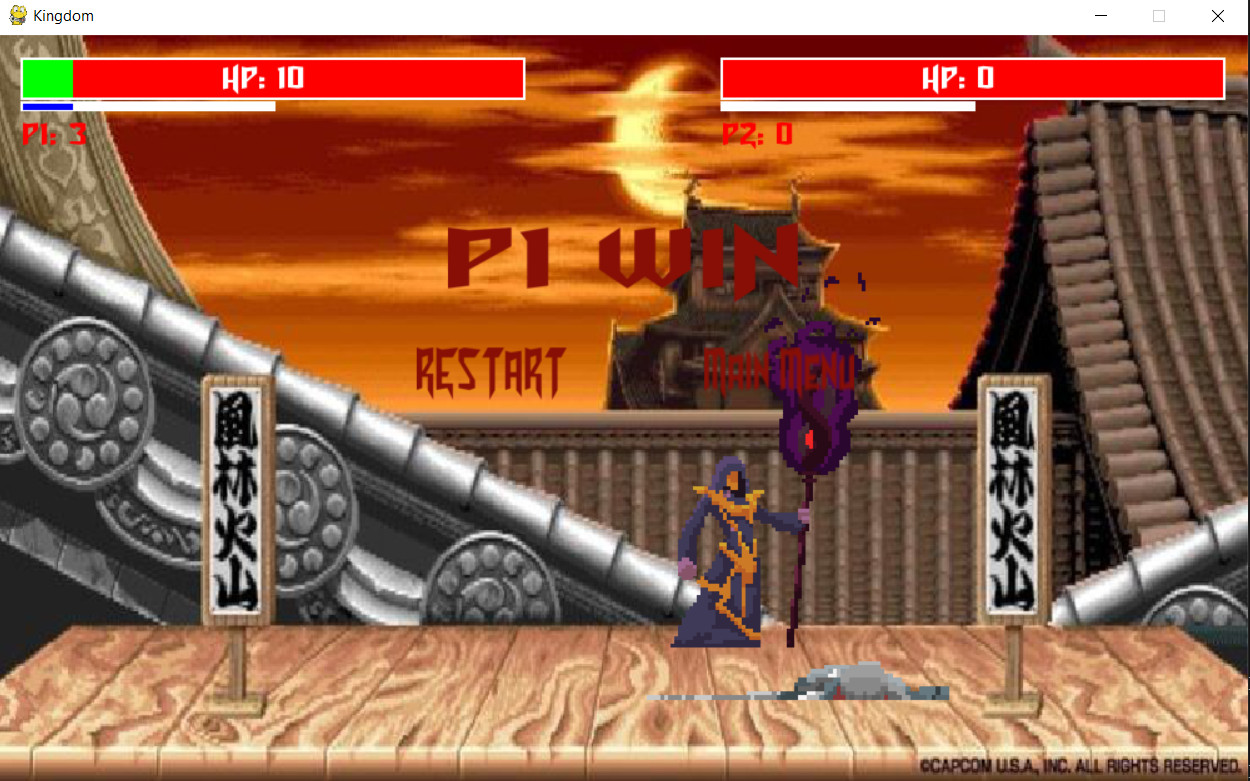 Kingdom
HP: 10
HP: 0
P1: 3
P2: 0
P1 WIN
RESTART
MAIN MENU
風林火山
風林火山
©CAPCOM U.S.A., INC. ALL RIGHTS RESERVED.